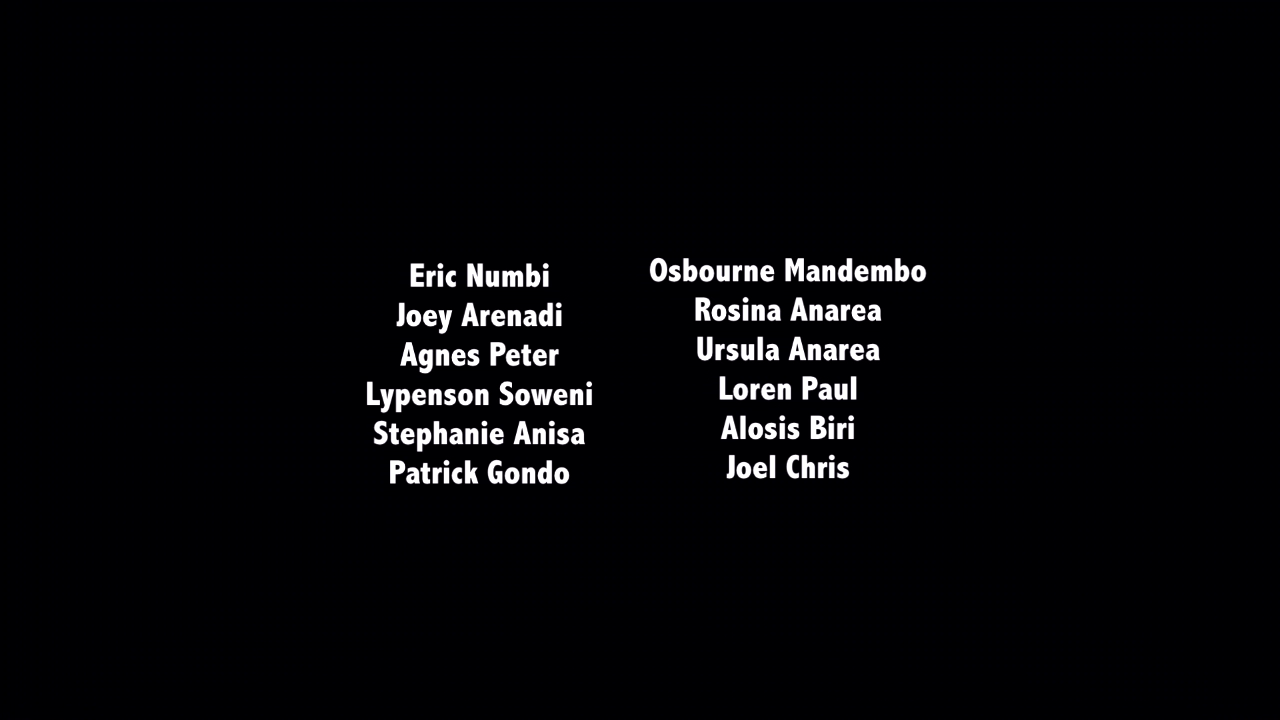 Eric Numbi
Joey Arenadi
Agnes Peter
Lypenson Soweni
Stephanie Anisa
Patrick Gondo
Osbourne Mandembo
Rosina Anarea
Ursula Anarea
Loren Paul
Alosis Biri
Joel Chris